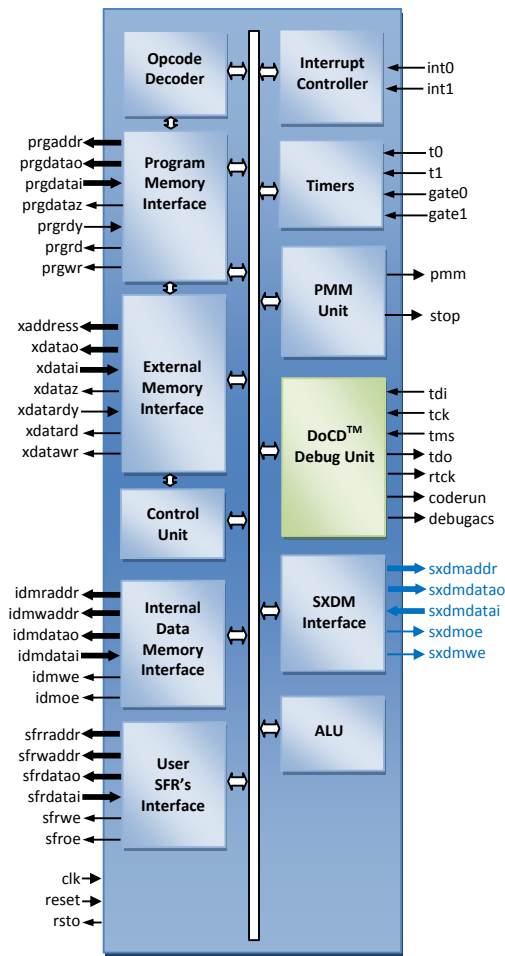 Opcode
Decoder
Interrupt
Controller
int0
int1
prgaddr
prgdatao
prgdatai
prgdataz
prgrdy
prgrd
prgwr
Program
Memory
Interface
Timers
t0
t1
gate0
gate1
PMM
Unit
pmm
stop
xaddress
xdatao
xdatai
xdataz
xdatardy
xdatard
xdatawr
External
Memory
Interface
DoCD™
Debug Unit
tdi
tck
tms
tdo
rtck
coderun
debugacs
Control
Unit
idmraddr
idmwaddr
idmdatao
idmdatai
idmwe
idmoe
Internal
Data
Memory
Interface
SXDM
Interface
sxdmaddr
sxdmdatao
sxdmdatai
sxdmoe
sxdmwe
sfrraddr
sfrwaddr
sfrdatao
sfrdatai
sfrwe
sfroe
User
SFR's
Interface
ALU
clk
reset
rsto